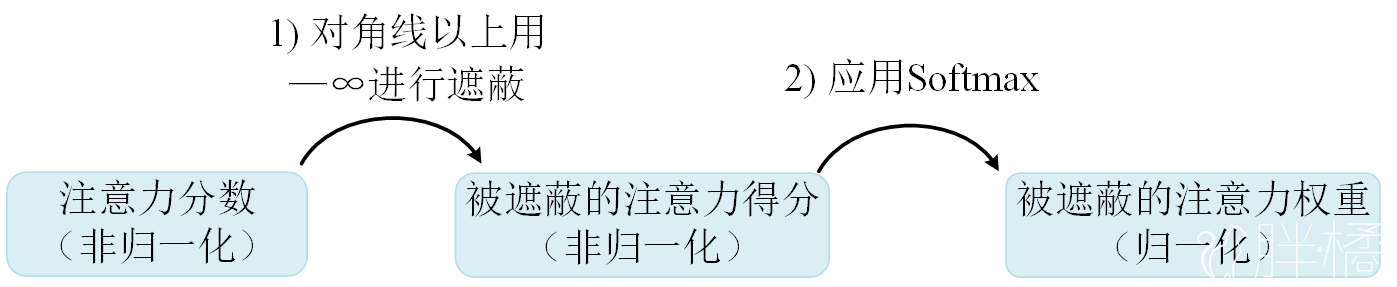 1) 对角线以上用
—∞进行遮蔽
2) 应用Softmax
注意力分数
（非归一化）
被遮蔽的注意力得分
（非归一化）
被遮蔽的注意力权重
（归一化）
胖·橘